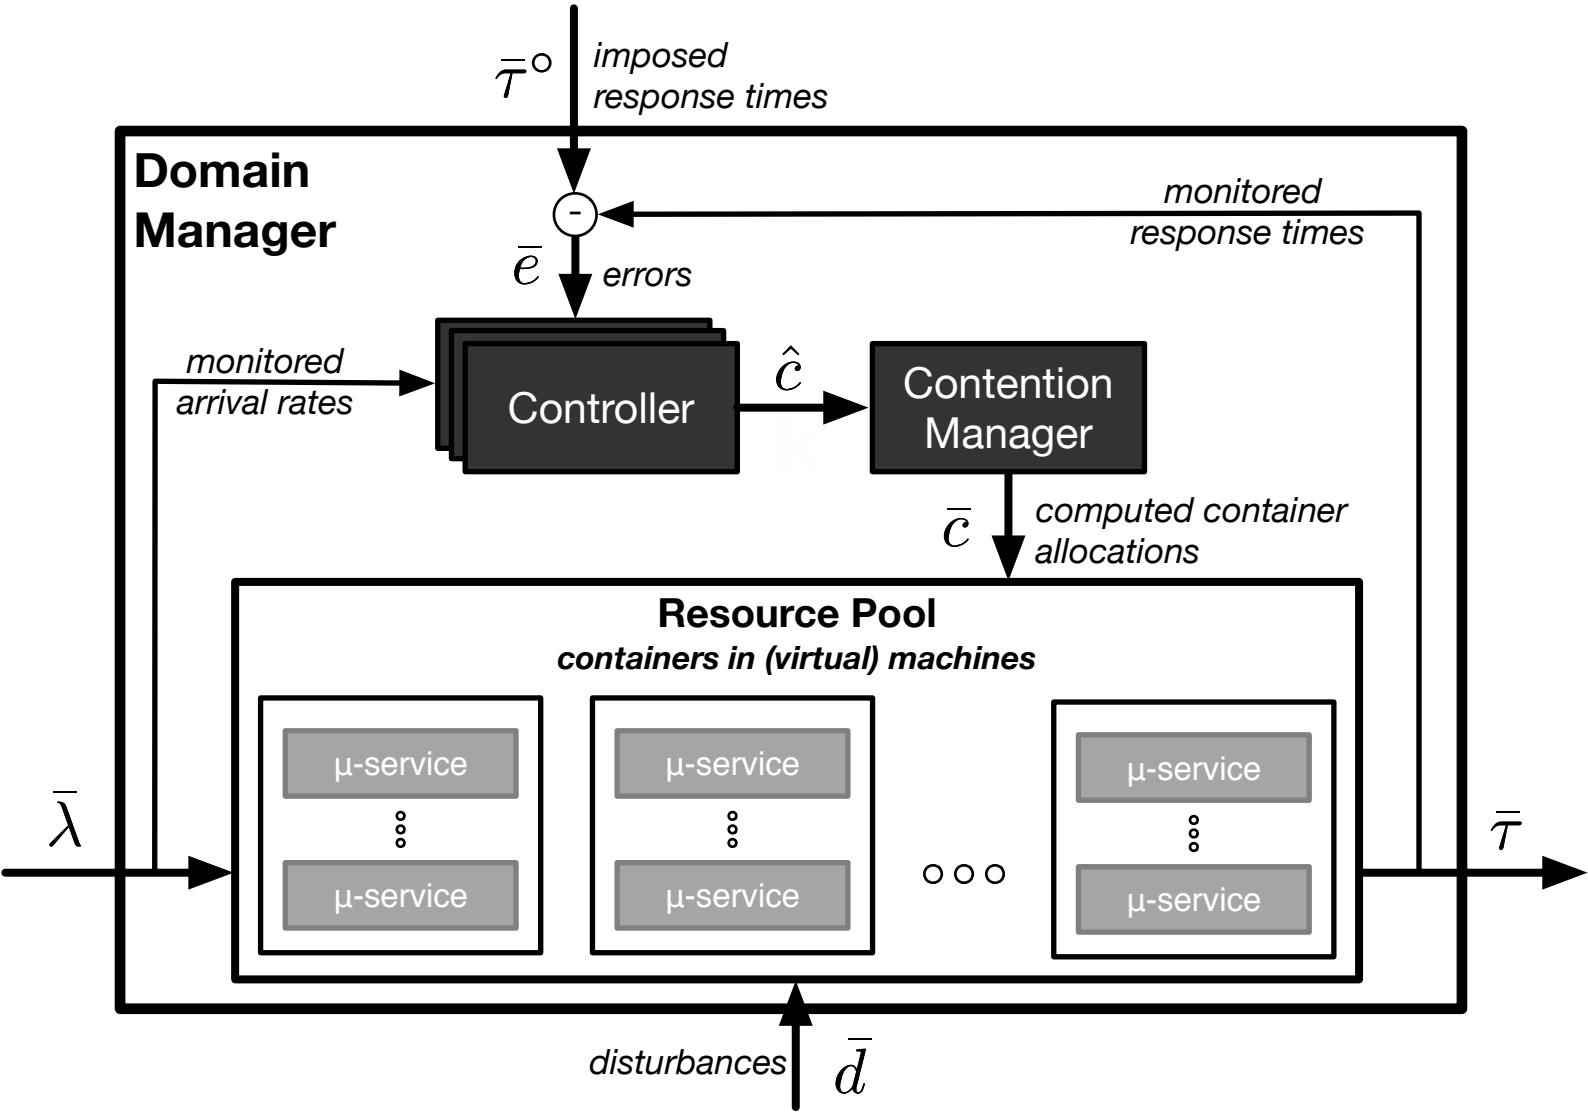 τ̄°
imposed
response times
Domain
Manager
monitored
response times
-
ē
errors
monitored
arrival rates
Controller
ĉ
Contention
Manager
c̄
computed container
allocations
Resource Pool
containers in (virtual) machines
μ-service
μ-service
μ-service
μ-service
μ-service
μ-service
λ̄
τ̄
disturbances
d̄